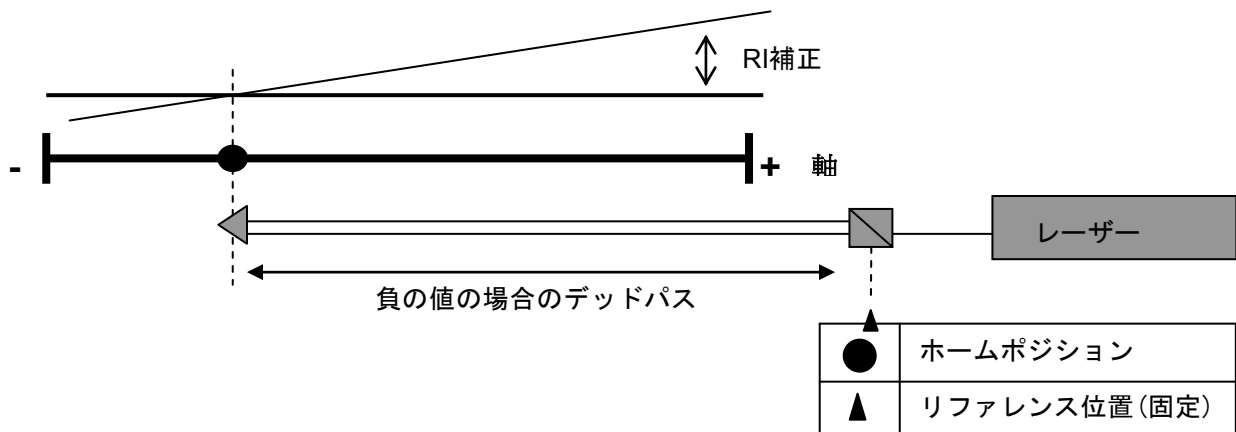 RI補正
- + 軸
レーザー
負の値の場合のデッドパス
ホームポジション
リファレンス位置(固定)